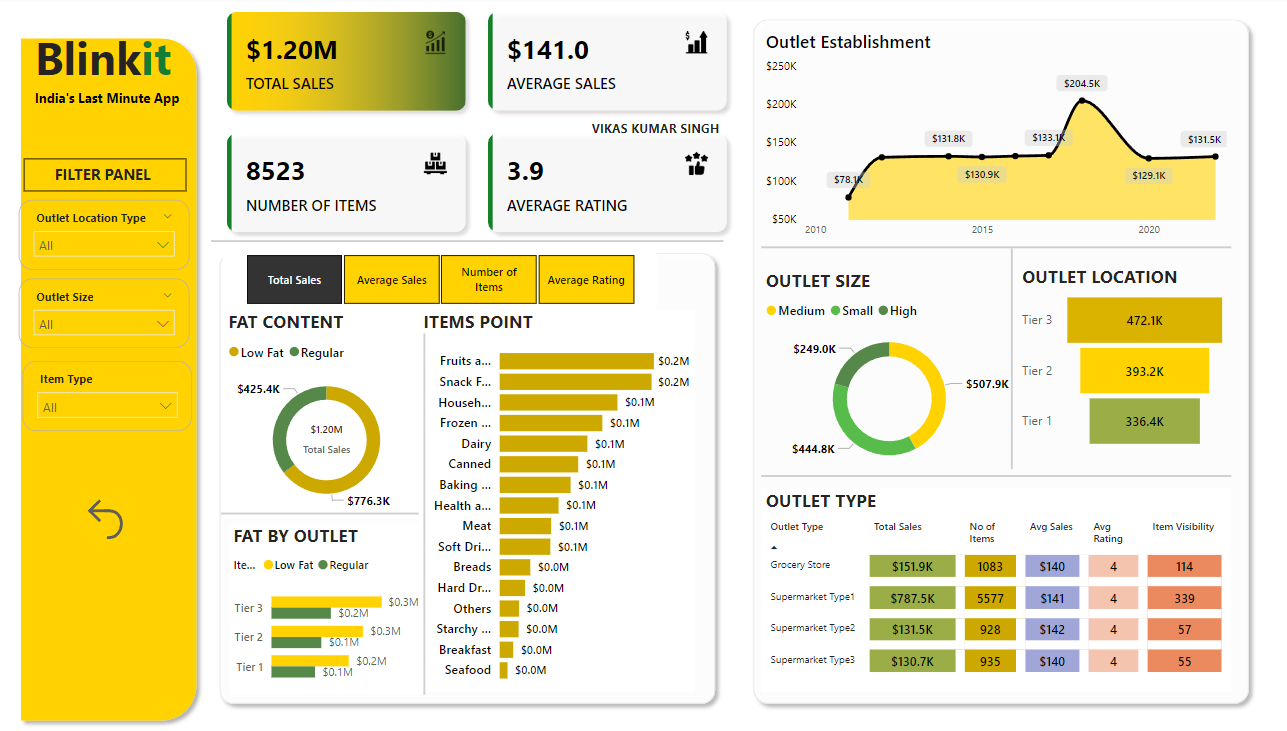 Blinkit
India's Last Minute App
FILTER PANEL
Outlet Location Type
All
Outlet Size
All
Item Type
All
$1.20M
TOTAL SALES
$141.0
AVERAGE SALES
VIKAS KUMAR SINGH
8523
NUMBER OF ITEMS
3.9
AVERAGE RATING
Total Sales
Average Sales
Number of
Items
Average Rating
FAT CONTENT
Low Fat Regular
$425.4K
$1.20M
Total Sales
$776.3K
FAT BY OUTLET
Ite... Low Fat Regular
Tier 3 $0.3M
$0.2M
Tier 2 $0.3M
$0.1M
Tier 1 $0.2M
$0.1M
ITEMS POINT
Fruits a... $0.2M
Snack F... $0.2M
Househ... $0.1M
Frozen ... $0.1M
Dairy $0.1M
Canned $0.1M
Baking ... $0.1M
Health a... $0.1M
Meat $0.1M
Soft Dri... $0.1M
Breads $0.0M
Hard Dr... $0.0M
Others $0.0M
Starchy ... $0.0M
Breakfast $0.0M
Seafood $0.0M
Outlet Establishment
$250K
$200K
$150K
$100K
$50K
$78.1K
$131.8K
$130.9K
$133.1K
$204.5K
$129.1K
$131.5K
2010 2015 2020
OUTLET SIZE
Medium Small High
$249.0K
$507.9K
$444.8K
OUTLET LOCATION
Tier 3 472.1K
Tier 2 393.2K
Tier 1 336.4K
OUTLET TYPE
Outlet Type Total Sales No of Items Avg Sales Avg Rating Item Visibility
Grocery Store $151.9K 1083 $140 4 114
Supermarket Type1 $787.5K 5577 $141 4 339
Supermarket Type2 $131.5K 928 $142 4 57
Supermarket Type3 $130.7K 935 $140 4 55